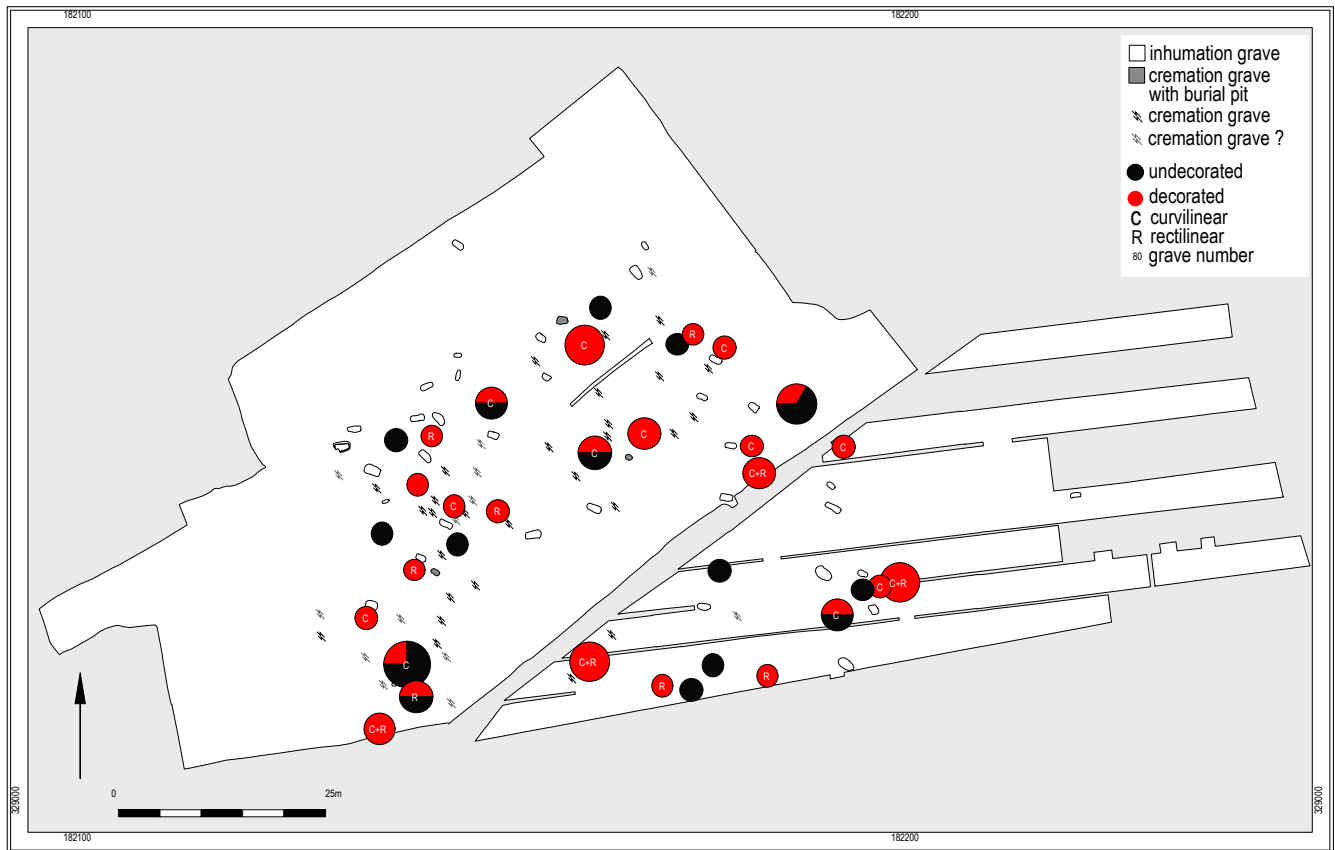 182100
182200
inhumation grave
cremation grave
with burial pit
cremation grave
cremation grave ?
undecorated
decorated
C curvilinear
R rectilinear
80 grave number
C
R
C
C
R
C
C
C
C
C+R
C
R
R
C
C+R
C
C
C
C+R
R
R
R
C+R
0
25m
329000
329000
182100
182200